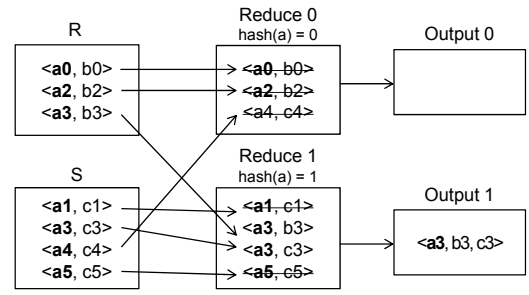 R
<a0, b0>
<a2, b2>
<a3, b3>
S
<a1, c1>
<a3, c3>
<a4, c4>
<a5, c5>
Reduce 0
hash(a) = 0
<a0, b0>
<a2, b2>
<a4, c4>
Reduce 1
hash(a) = 1
<a1, c1>
<a3, b3>
<a3, c3>
<a5, c5>
Output 0
Output 1
<a3, b3, c3>